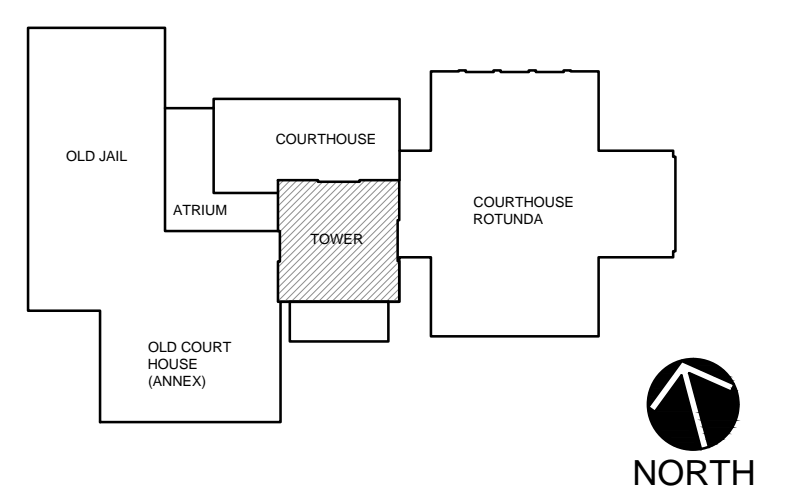 COURTHOUSE
OLD JAIL
COURTHOUSE
ROTUNDA
ATRIUM
TOWER
OLD COURT
HOUSE
(ANNEX)
NORTH